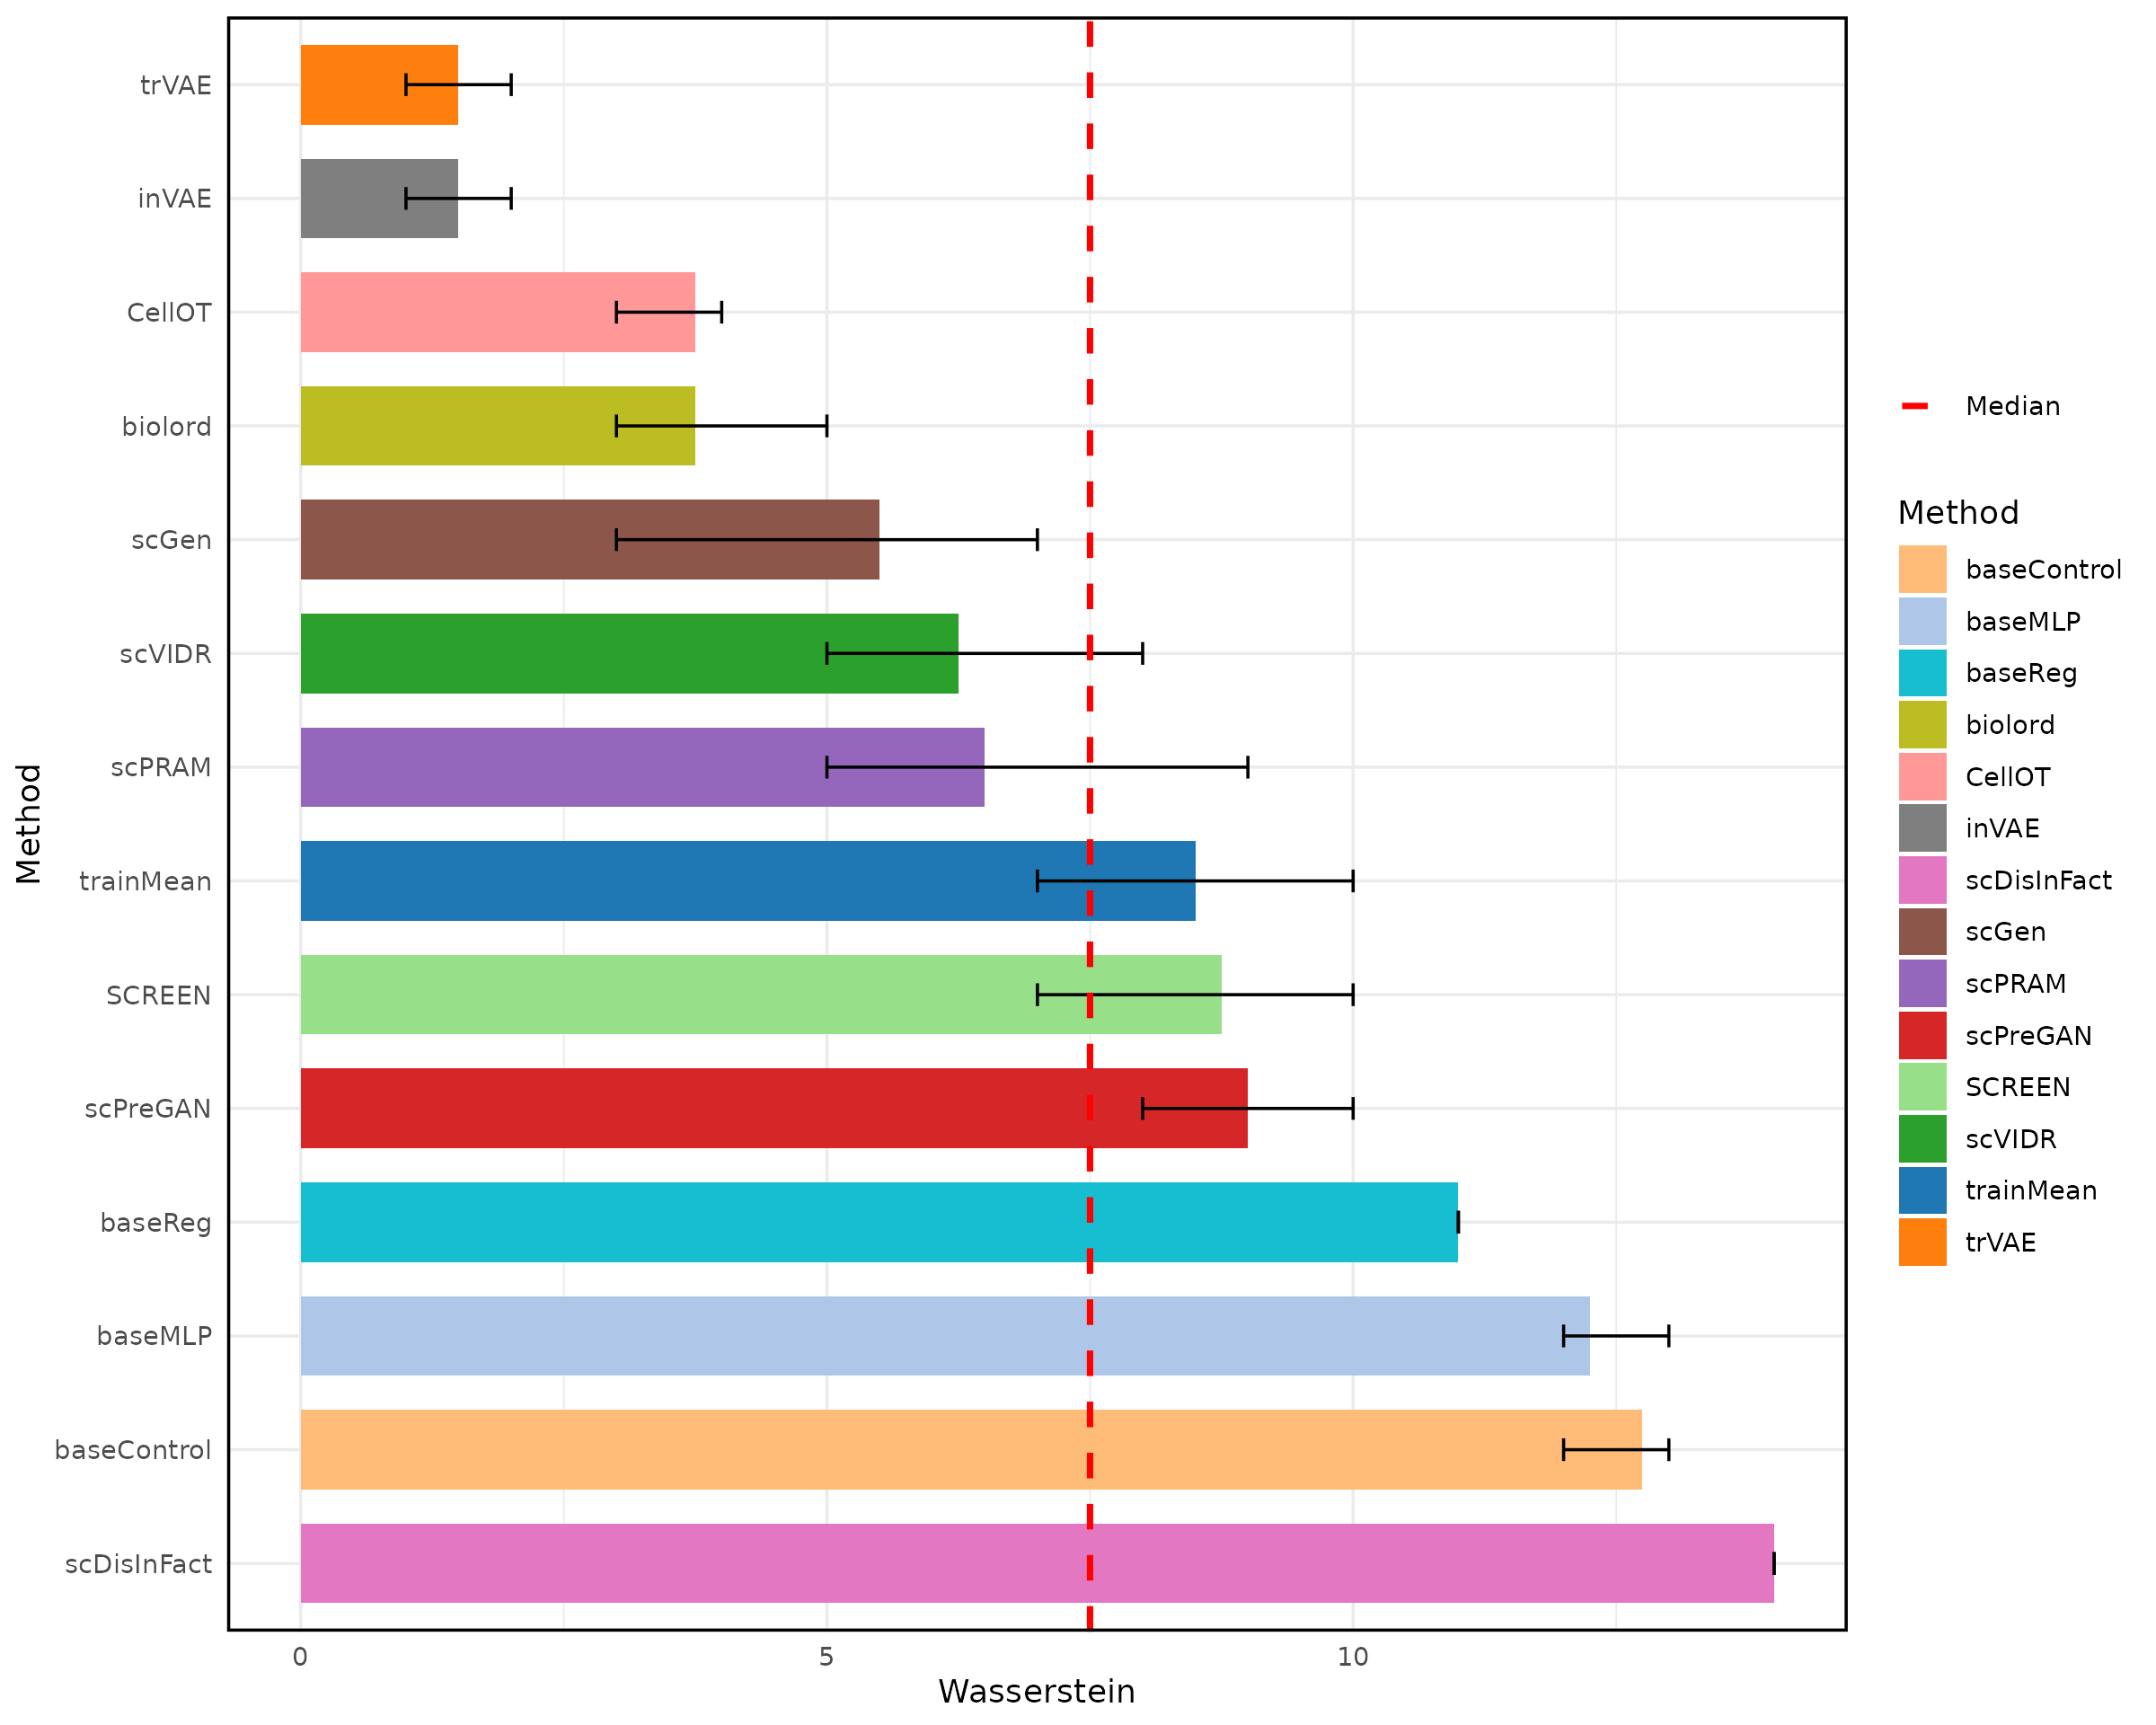 Method
trVAE
inVAE
CellOT
biolord
scGen
scVIDR
scPRAM
trainMean
SCREEN
scPreGAN
baseReg
baseMLP
baseControl
scDisInFact
0 5 10
Wasserstein
Median
Method
baseControl
baseMLP
baseReg
biolord
CellOT
inVAE
scDisInFact
scGen
scPRAM
scPreGAN
SCREEN
scVIDR
trainMean
trVAE